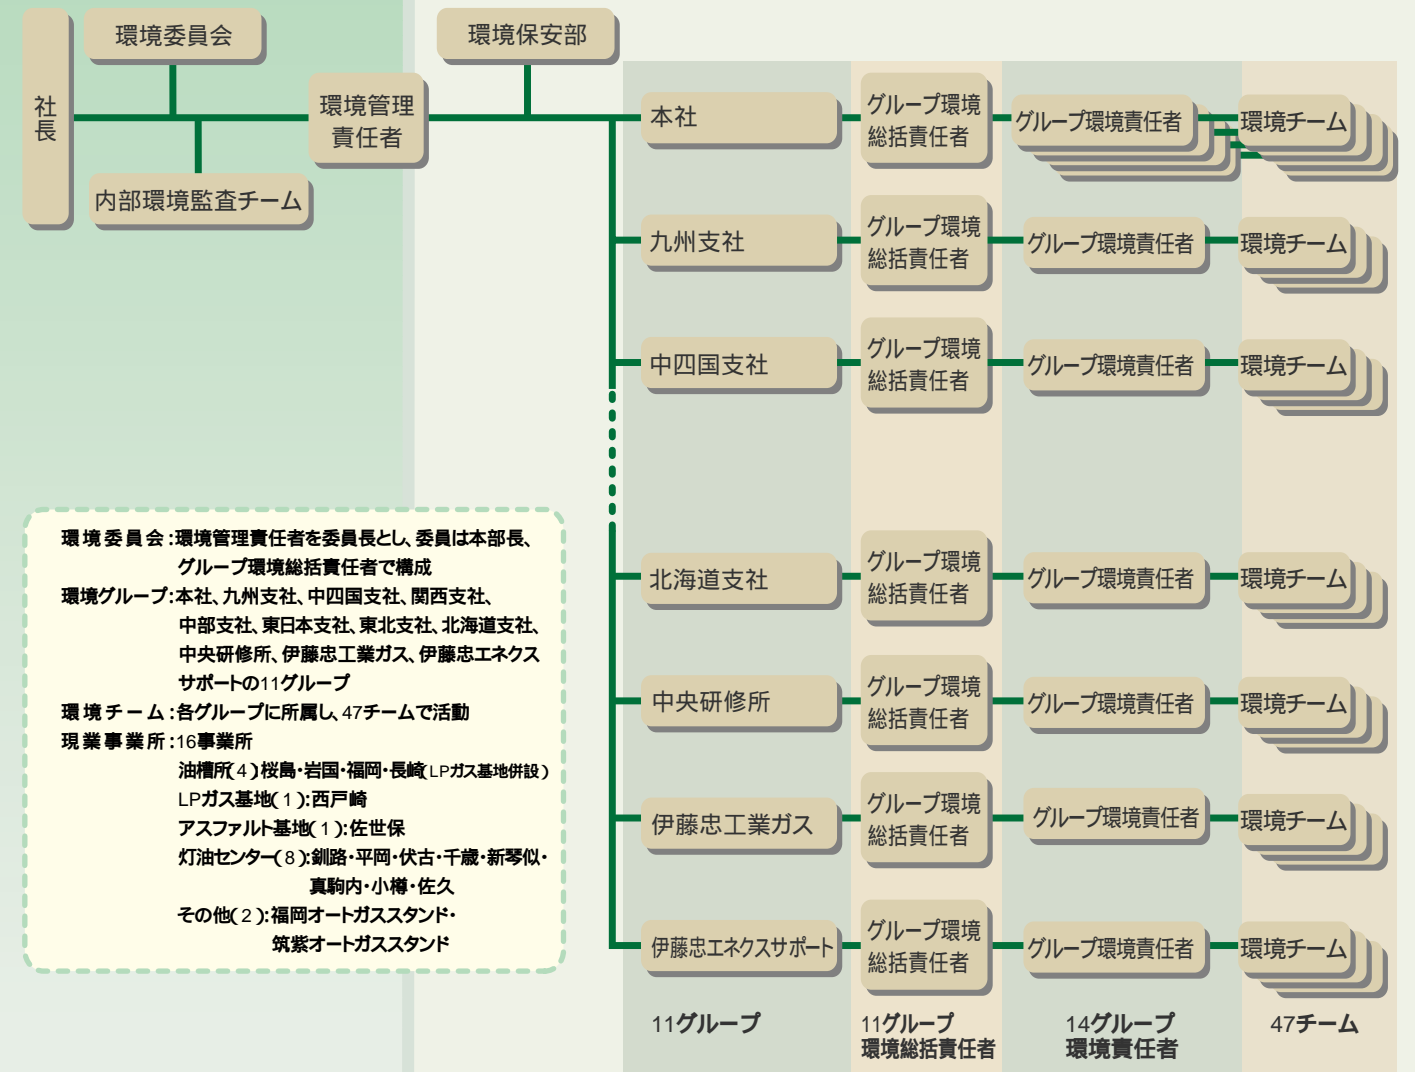 社長
環境委員会
内部環境監査チーム
環境管理
責任者
環境保安部
本社
グループ環境
総括責任者
グループ環境責任者
環境チーム
九州支社
グループ環境
総括責任者
グループ環境責任者
環境チーム
中四国支社
グループ環境
総括責任者
グループ環境責任者
環境チーム
北海道支社
グループ環境
総括責任者
グループ環境責任者
環境チーム
中央研修所
グループ環境
総括責任者
グループ環境責任者
環境チーム
伊藤忠工業ガス
グループ環境
総括責任者
グループ環境責任者
環境チーム
伊藤忠エネクスサポート
グループ環境
総括責任者
グループ環境責任者
環境チーム
11グループ
11グループ
環境総括責任者
14グループ
環境責任者
47チーム
環境委員会:環境管理責任者を委員長とし、委員は本部長、
グループ環境総括責任者で構成
環境グループ:本社、九州支社、中四国支社、関西支社、
中部支社、東日本支社、東北支社、北海道支社、
中央研修所、伊藤忠工業ガス、伊藤忠エネクス
サポートの11グループ
環境チーム:各グループに所属し、47チームで活動
現業事業所:16事業所
油槽所(4)桜島・岩国・福岡・長崎(LPガス基地併設)
LPガス基地(1):西戸崎
アスファルト基地(1):佐世保
灯油センター(8):釧路・平岡・伏古・千歳・新琴似・
真駒内・小樽・佐久
その他(2):福岡オートガススタンド・
筑紫オートガススタンド